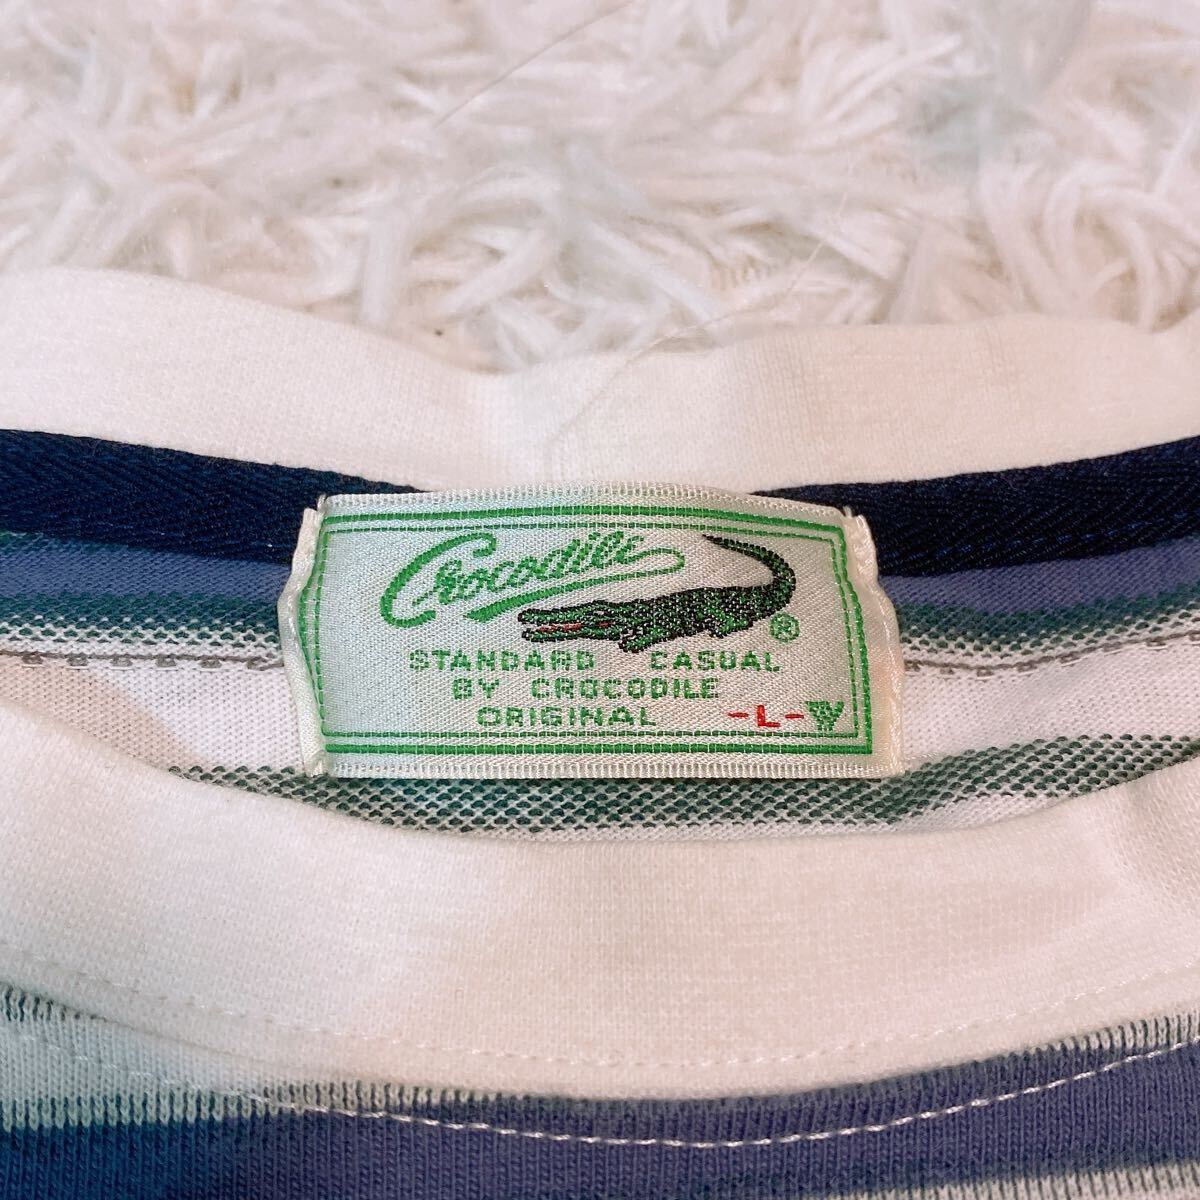 Crocodile
®
STANDARD CASUAL
BY CROCODILE
ORIGINAL -L-